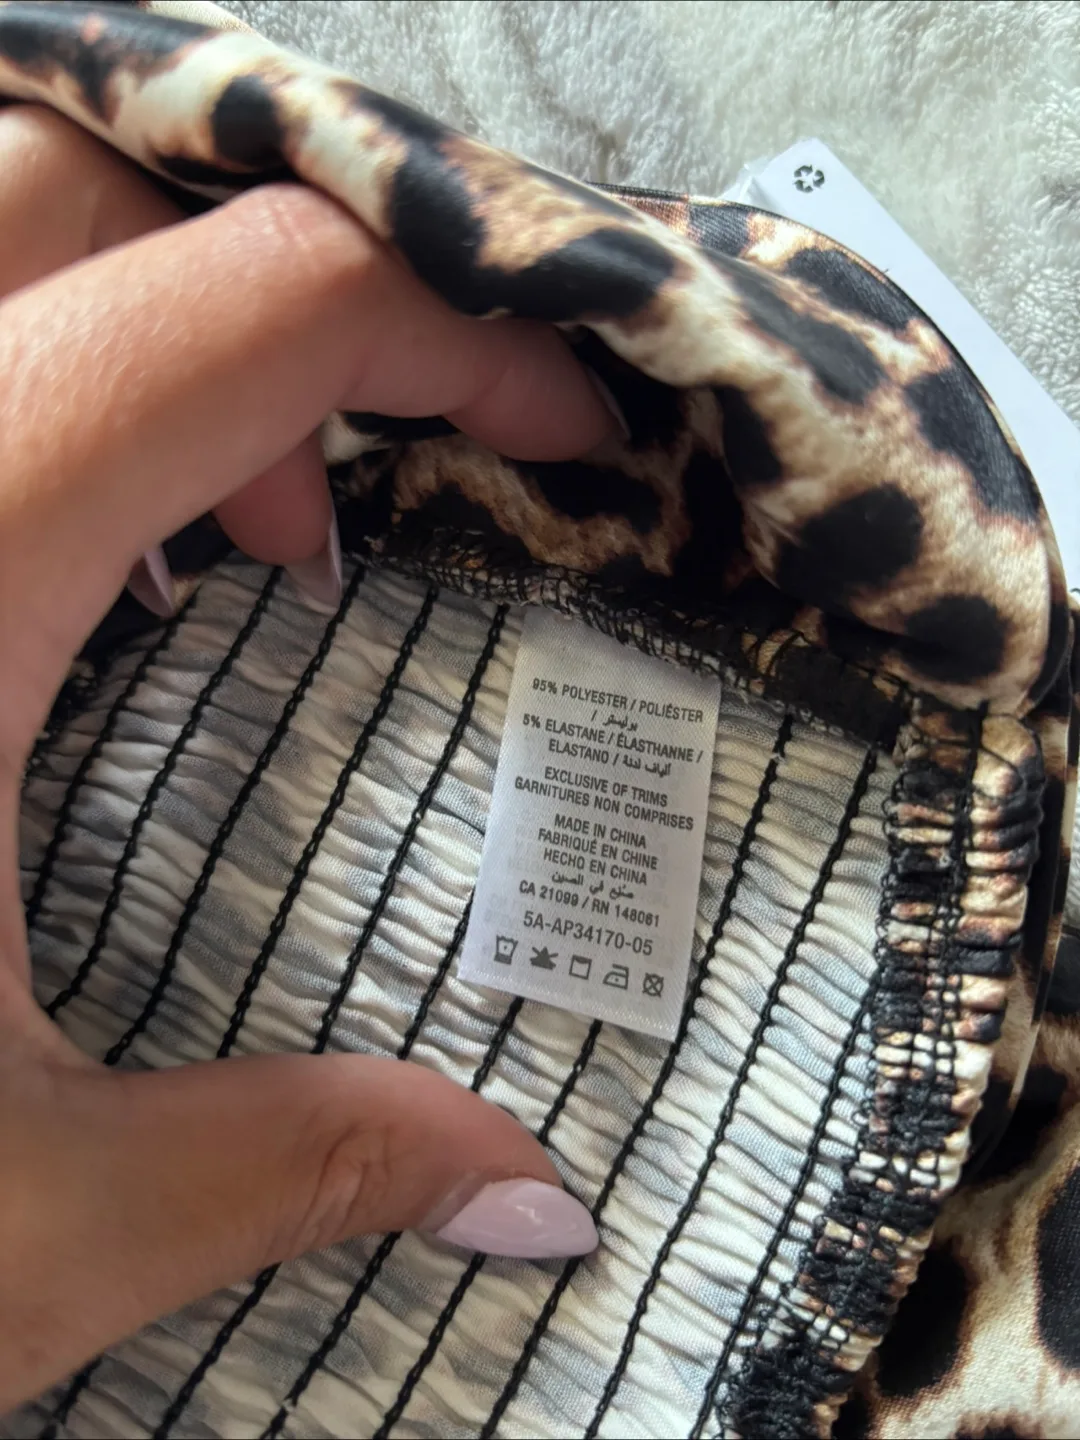 95% POLYESTER / POLIÉSTER
/ بوليستر
5% ELASTANE / ÉLASTHANNE /
ELASTANO / ألياف لدنة
EXCLUSIVE OF TRIMS
GARNITURES NON COMPRISES
MADE IN CHINA
FABRIQUÉ EN CHINE
HECHO EN CHINA
صنع في الصين
CA 21099 / RN 148061
5A-AP34170-05